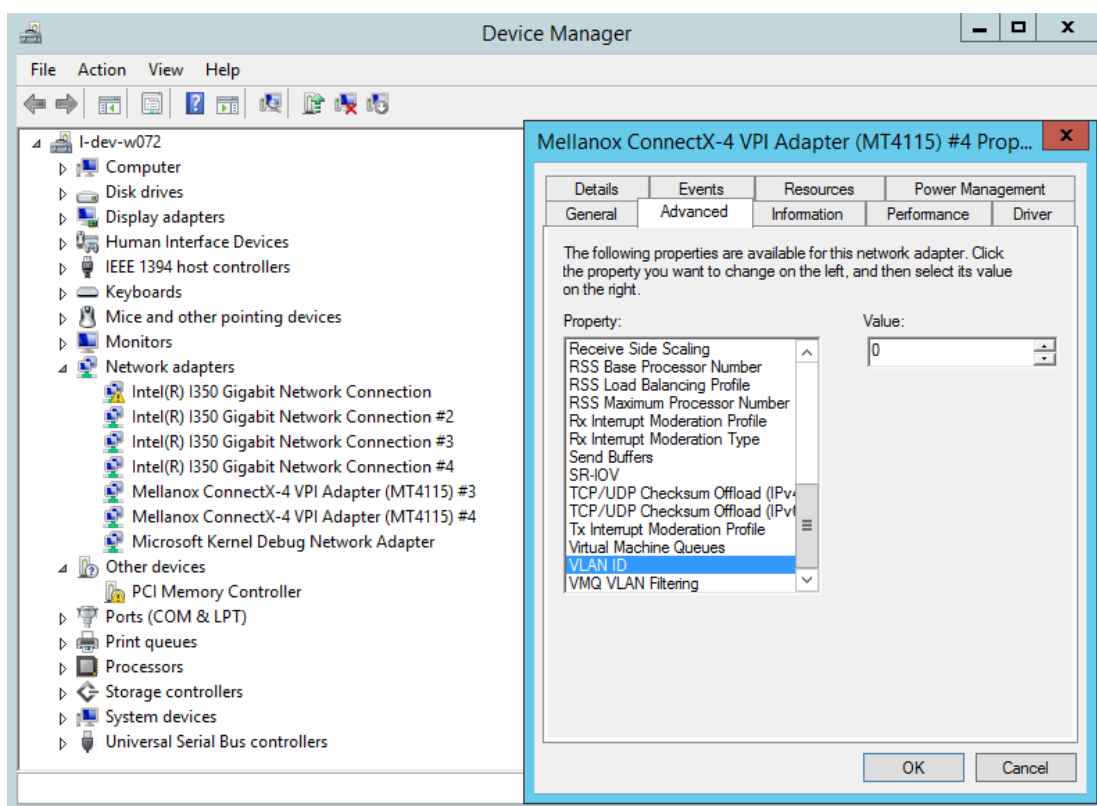 Device Manager
File Action View Help
l-dev-w072
Computer
Disk drives
Display adapters
Human Interface Devices
IEEE 1394 host controllers
Keyboards
Mice and other pointing devices
Monitors
Network adapters
Intel(R) I350 Gigabit Network Connection
Intel(R) I350 Gigabit Network Connection #2
Intel(R) I350 Gigabit Network Connection #3
Intel(R) I350 Gigabit Network Connection #4
Mellanox ConnectX-4 VPI Adapter (MT4115) #3
Mellanox ConnectX-4 VPI Adapter (MT4115) #4
Microsoft Kernel Debug Network Adapter
Other devices
PCI Memory Controller
Ports (COM & LPT)
Print queues
Processors
Storage controllers
System devices
Universal Serial Bus controllers
Mellanox ConnectX-4 VPI Adapter (MT4115) #4 Prop...
Details Events Resources Power Management
General Advanced Information Performance Driver
The following properties are available for this network adapter. Click
the property you want to change on the left, and then select its value
on the right.
Property:
Value:
Receive Side Scaling
RSS Base Processor Number
RSS Load Balancing Profile
RSS Maximum Processor Number
Rx Interrupt Moderation Profile
Rx Interrupt Moderation Type
Send Buffers
SR-IOV
TCP/UDP Checksum Offload (IPv4
TCP/UDP Checksum Offload (IPv6
Tx Interrupt Moderation Profile
Virtual Machine Queues
VLAN ID
VMQ VLAN Filtering
0
OK Cancel